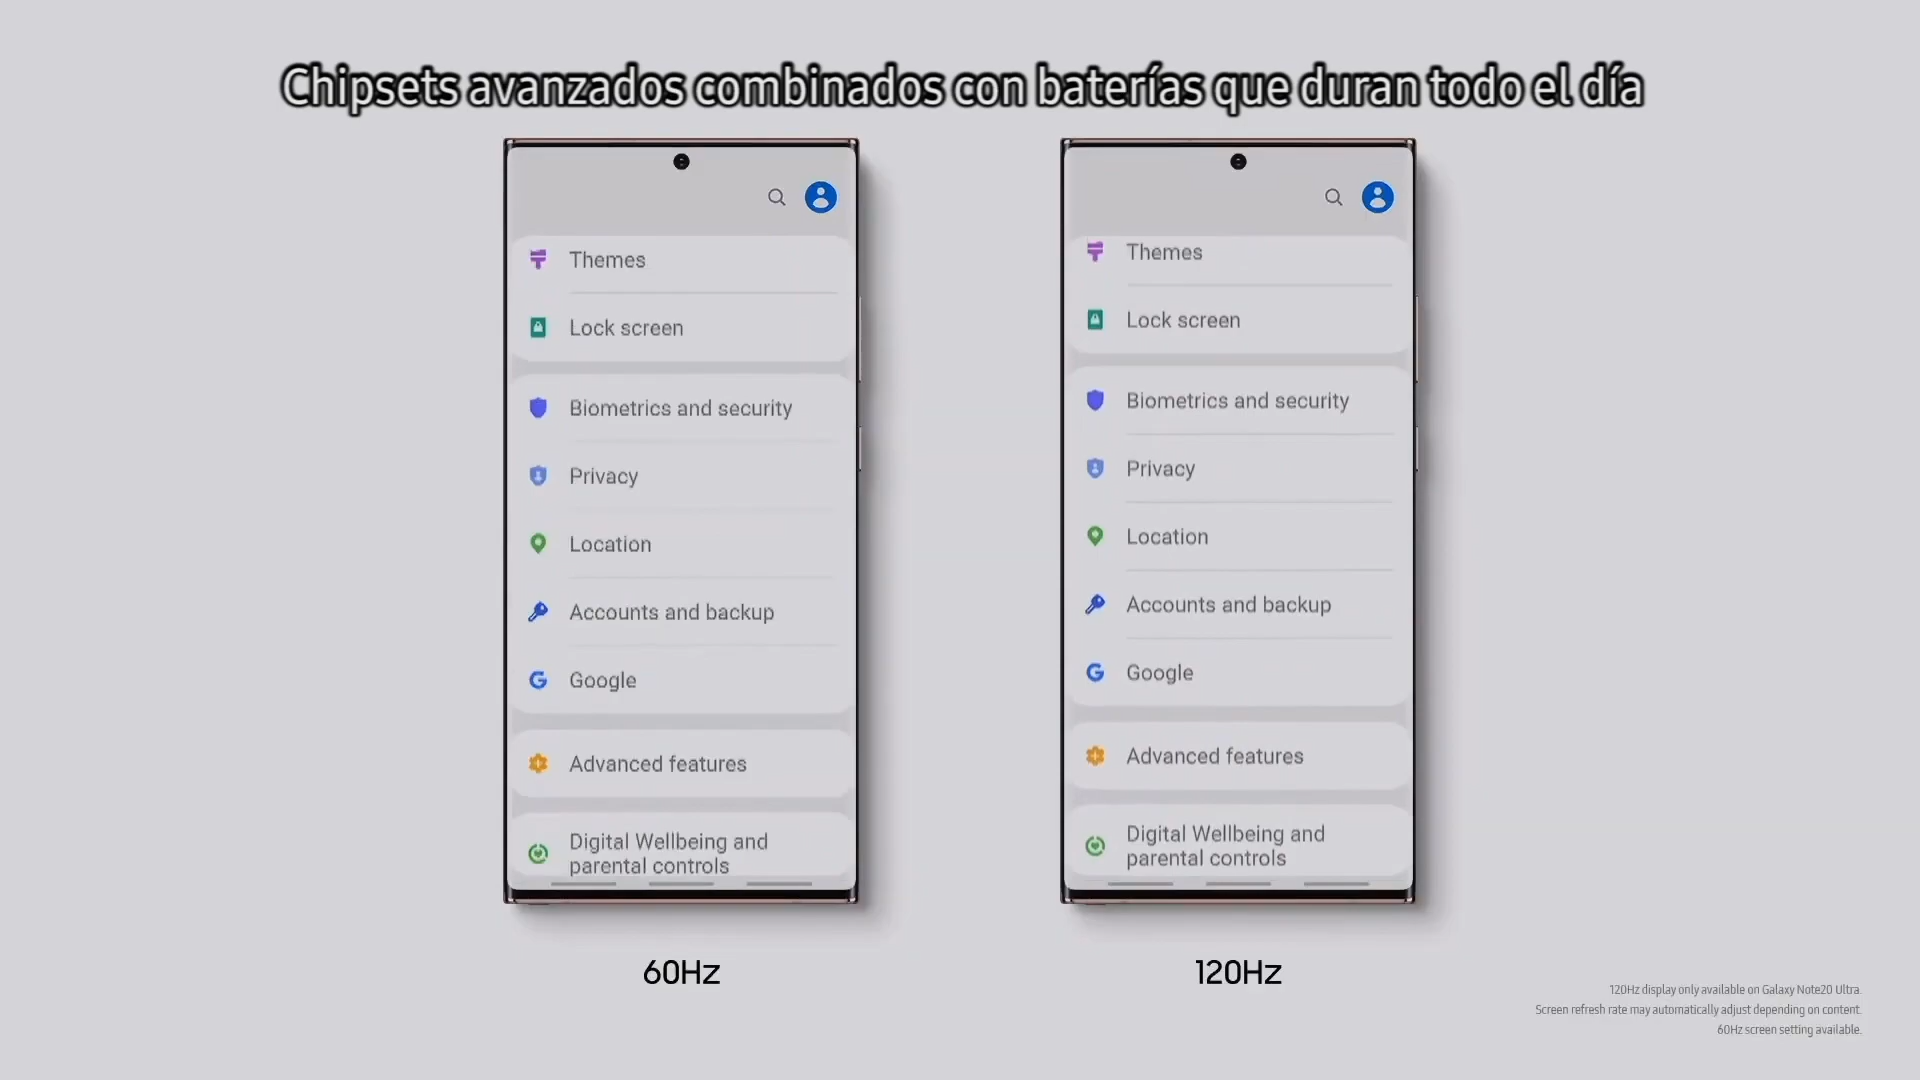 Chipsets avanzados combinados con baterías que duran todo el día
Themes
Lock screen
Biometrics and security
Privacy
Location
Accounts and backup
Google
Advanced features
Digital Wellbeing and
parental controls
60Hz
Themes
Lock screen
Biometrics and security
Privacy
Location
Accounts and backup
Google
Advanced features
Digital Wellbeing and
parental controls
120Hz
120Hz display only available on Galaxy Note20 Ultra.
Screen refresh rate may automatically adjust depending on content.
60Hz screen setting available.